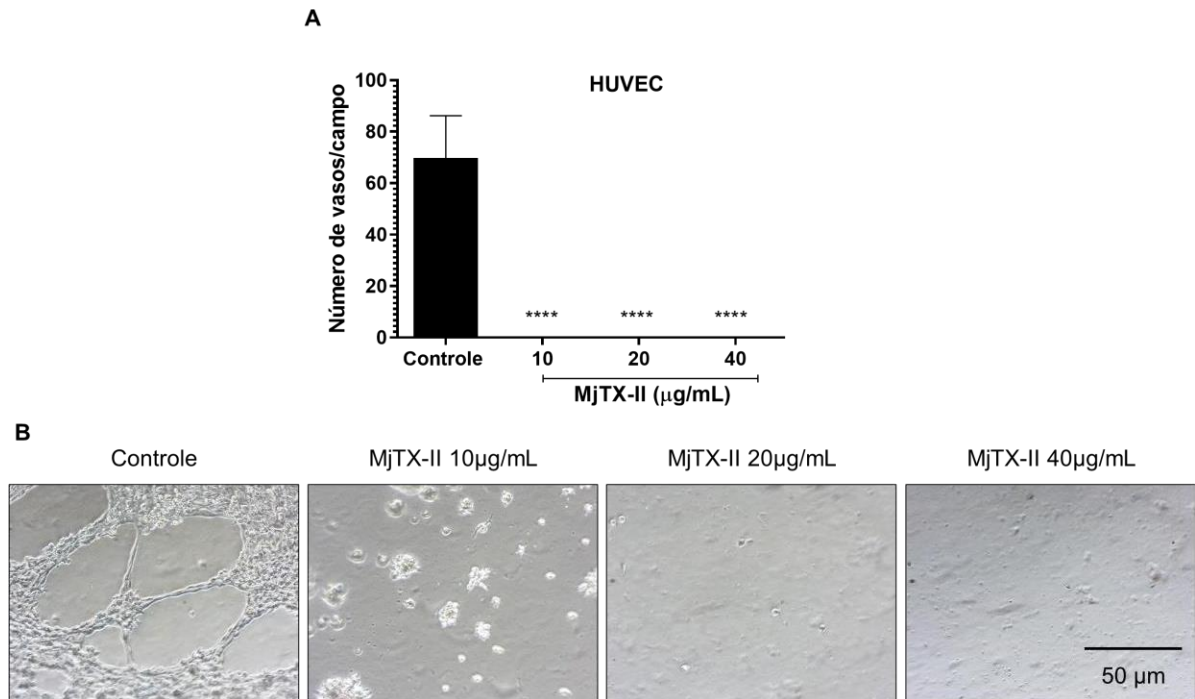 A
HUVEC
Número de vasos/campo
100
80
60
40
20
0
**** **** ****
Controle 10 20 40
MjTX-II (μg/mL)
B
Controle MjTX-II 10μg/mL MjTX-II 20μg/mL MjTX-II 40μg/mL
50 μm